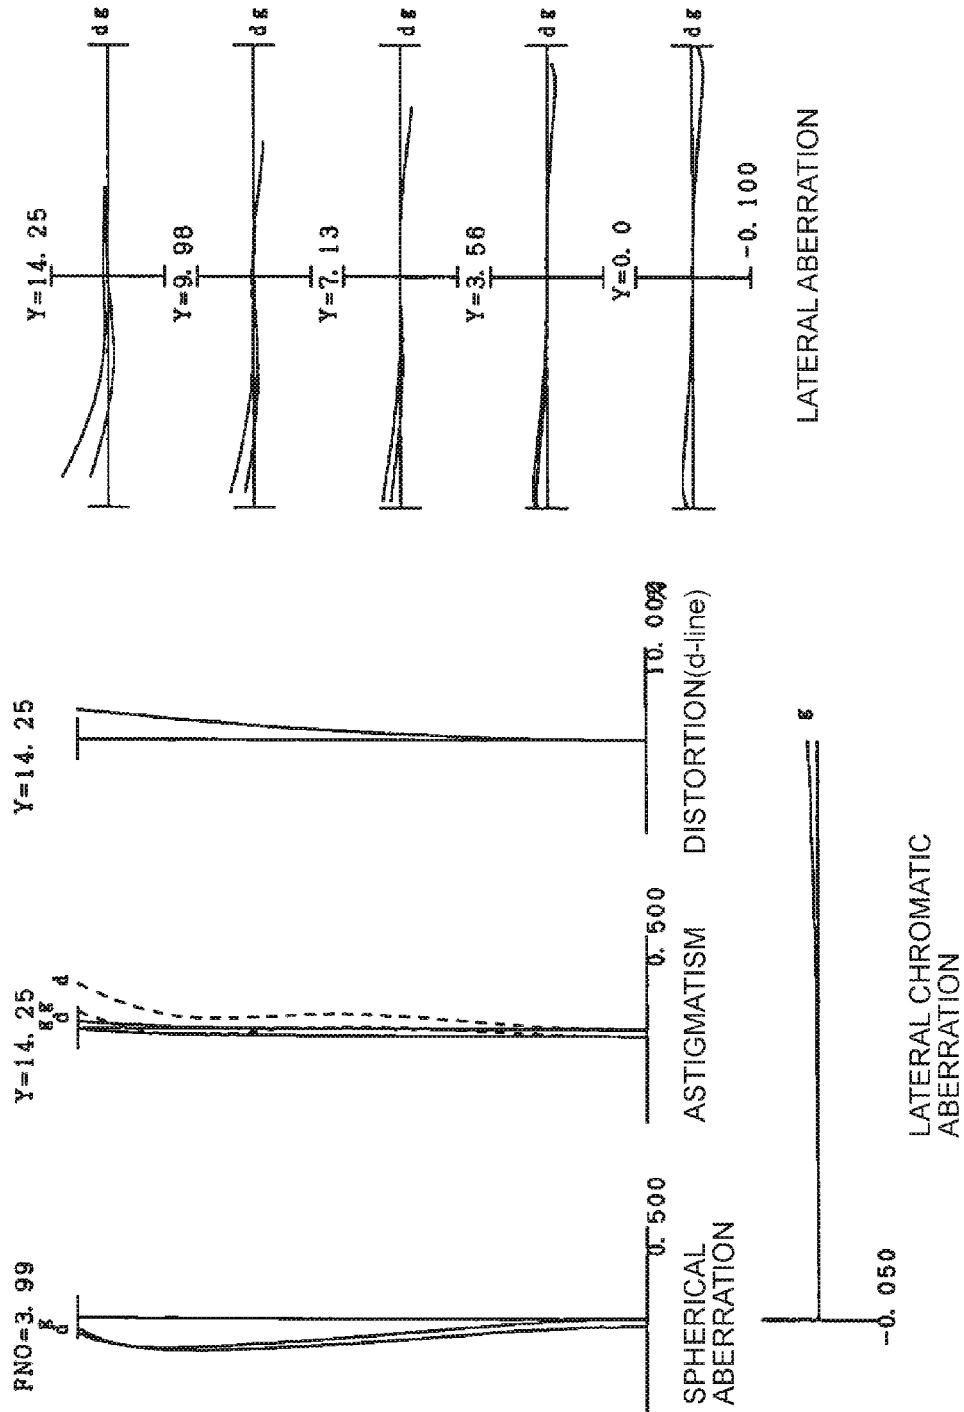 FNO=3. 99
g
d
0. 500
SPHERICAL
ABERRATION
Y=14. 25
g g
d
d
0. 500
ASTIGMATISM
Y=14. 25
10. 00%
DISTORTION(d-line)
Y=14. 25
d g
Y=9. 98
d g
Y=7. 13
d g
Y=3. 56
d g
Y=0. 0
d g
-0. 100
LATERAL ABERRATION
g
-0. 050
LATERAL CHROMATIC
ABERRATION